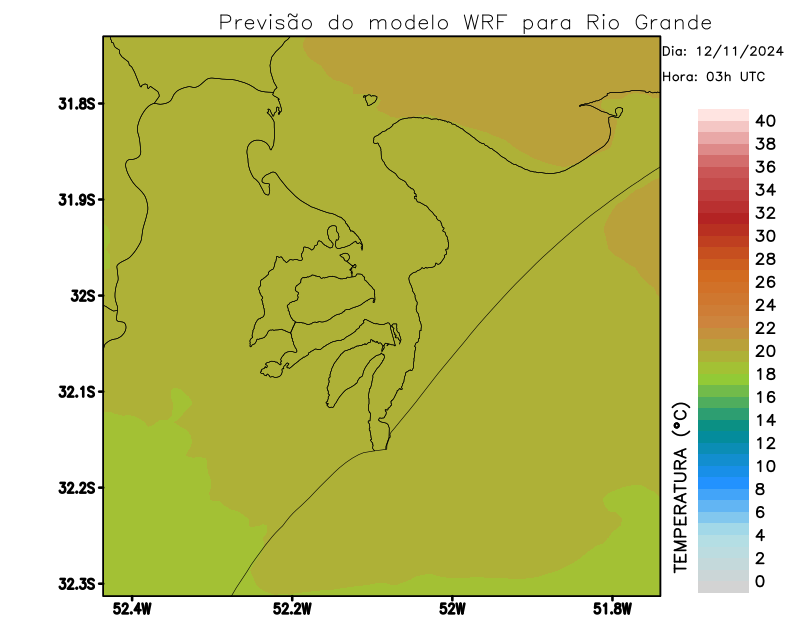 Previsão do modelo WRF para Rio Grande
Dia: 12/11/2024
Hora: 03h UTC
31.8S
31.9S
32S
32.1S
32.2S
32.3S
52.4W
52.2W
52W
51.8W
TEMPERATURA (°C)
40
38
36
34
32
30
28
26
24
22
20
18
16
14
12
10
8
6
4
2
0